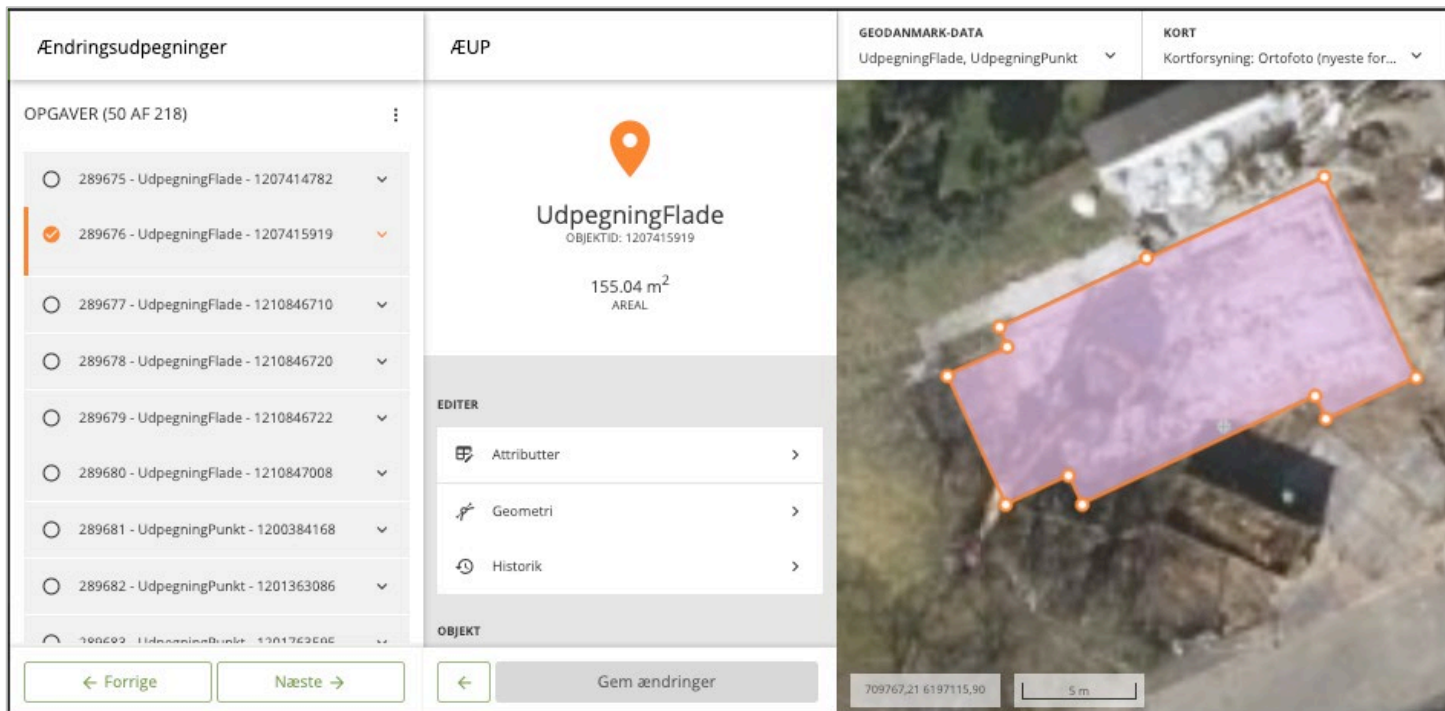 Ændringsudpegninger
OPGAVER (50 AF 218)
289675 - UdpegningFlade - 1207414782
289676 - UdpegningFlade - 1207415919
289677 - UdpegningFlade - 1210846710
289678 - UdpegningFlade - 1210846720
289679 - UdpegningFlade - 1210846722
289680 - UdpegningFlade - 1210847008
289681 - UdpegningPunkt - 1200384168
289682 - UdpegningPunkt - 1201363086
289683 - UdpegningPunkt - 1201763595
← Forrige
Næste →
ÆUP
UdpegningFlade
OBJEKTID: 1207415919
155.04 m²
AREAL
EDITER
Attributter
Geometri
Historik
OBJEKT
Gem ændringer
GEODANMARK-DATA
UdpegningFlade, UdpegningPunkt
KORT
Kortforsyning: Ortofoto (nyeste for...
709767,21 6197115,90
5 m